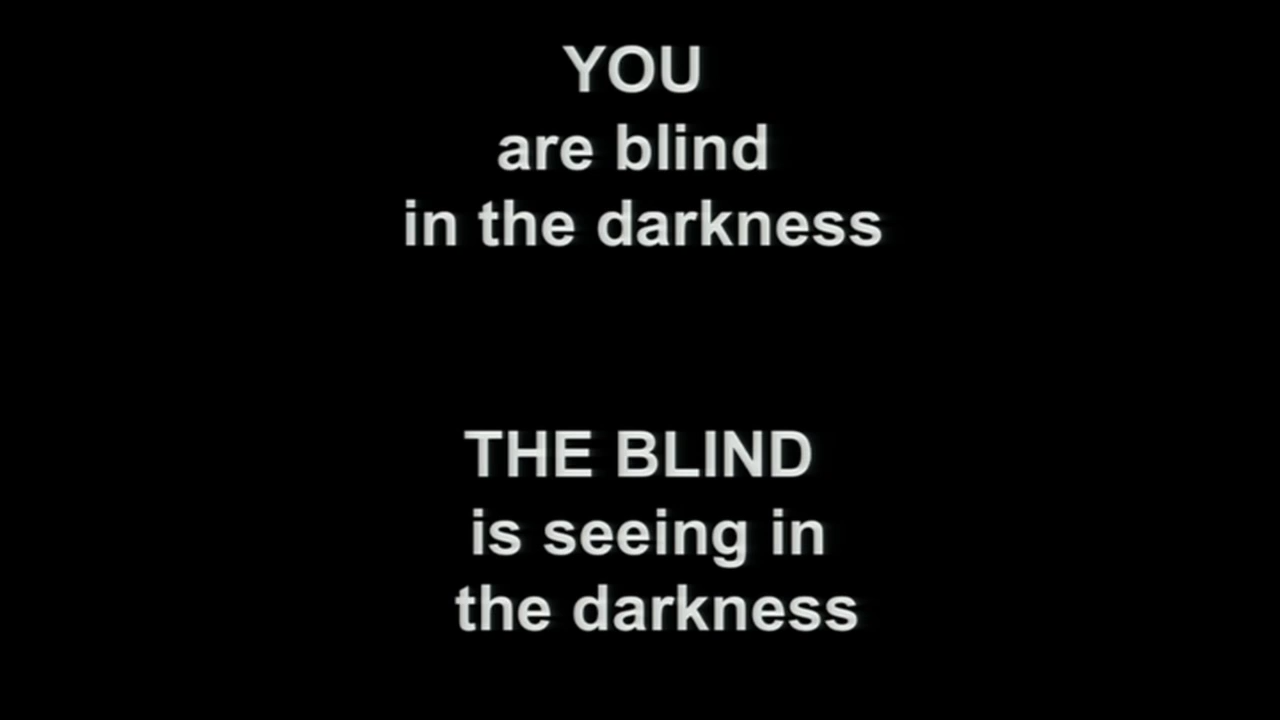 YOU
are blind
in the darkness
THE BLIND
is seeing in
the darkness